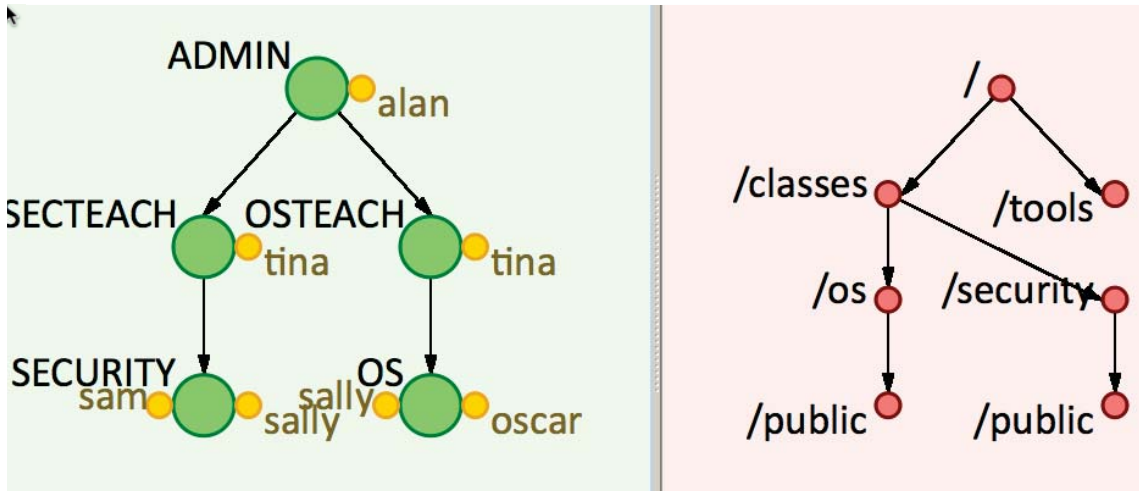 ADMIN
alan
SECTEACH
tina
OSTEACH
tina
SECURITY
sam
sally
OS
sally
oscar
/
/classes
/tools
/os
/security
/public
/public